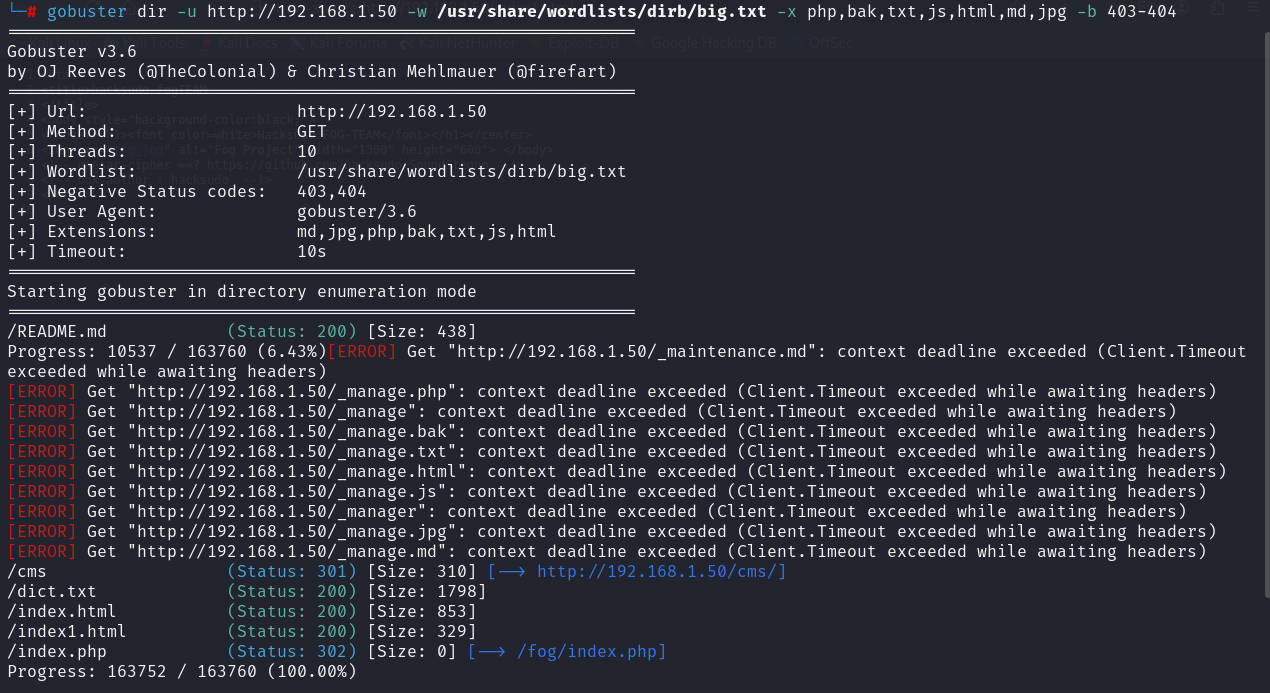 └─# gobuster dir -u http://192.168.1.50 -w /usr/share/wordlists/dirb/big.txt -x php,bak,txt,js,html,md,jpg -b 403-404
===============================================================
Gobuster v3.6
by OJ Reeves (@TheColonial) & Christian Mehlmauer (@firefart)
===============================================================
[+] Url:                     http://192.168.1.50
[+] Method:                  GET
[+] Threads:                 10
[+] Wordlist:                /usr/share/wordlists/dirb/big.txt
[+] Negative Status codes:   403,404
[+] User Agent:              gobuster/3.6
[+] Extensions:              md,jpg,php,bak,txt,js,html
[+] Timeout:                 10s
===============================================================
Starting gobuster in directory enumeration mode
===============================================================
/README.md            (Status: 200) [Size: 438]
Progress: 10537 / 163760 (6.43%)[ERROR] Get "http://192.168.1.50/_maintenance.md": context deadline exceeded (Client.Timeout
exceeded while awaiting headers)
[ERROR] Get "http://192.168.1.50/_manage.php": context deadline exceeded (Client.Timeout exceeded while awaiting headers)
[ERROR] Get "http://192.168.1.50/_manage": context deadline exceeded (Client.Timeout exceeded while awaiting headers)
[ERROR] Get "http://192.168.1.50/_manage.bak": context deadline exceeded (Client.Timeout exceeded while awaiting headers)
[ERROR] Get "http://192.168.1.50/_manage.txt": context deadline exceeded (Client.Timeout exceeded while awaiting headers)
[ERROR] Get "http://192.168.1.50/_manage.html": context deadline exceeded (Client.Timeout exceeded while awaiting headers)
[ERROR] Get "http://192.168.1.50/_manage.js": context deadline exceeded (Client.Timeout exceeded while awaiting headers)
[ERROR] Get "http://192.168.1.50/_manager": context deadline exceeded (Client.Timeout exceeded while awaiting headers)
[ERROR] Get "http://192.168.1.50/_manage.jpg": context deadline exceeded (Client.Timeout exceeded while awaiting headers)
[ERROR] Get "http://192.168.1.50/_manage.md": context deadline exceeded (Client.Timeout exceeded while awaiting headers)
/cms                  (Status: 301) [Size: 310] [--> http://192.168.1.50/cms/]
/dict.txt             (Status: 200) [Size: 1798]
/index.html           (Status: 200) [Size: 853]
/index1.html          (Status: 200) [Size: 329]
/index.php            (Status: 302) [Size: 0] [--> /fog/index.php]
Progress: 163752 / 163760 (100.00%)